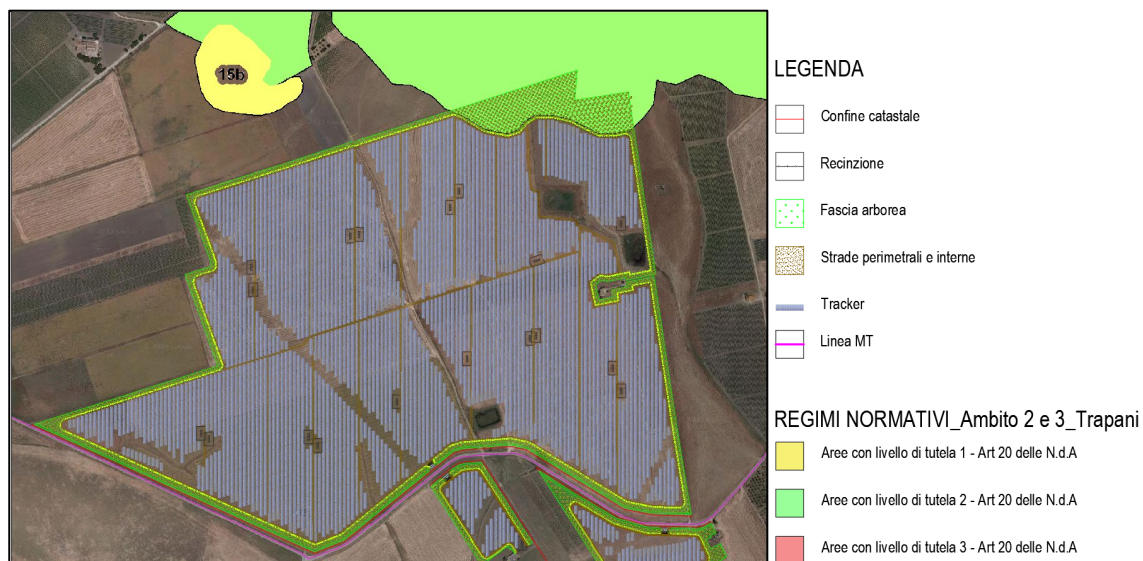 15b
LEGENDA
Confine catastale
Recinzione
Fascia arborea
Strade perimetrali e interne
Tracker
Linea MT
REGIMI NORMATIVI_Ambito 2 e 3_Trapani
Aree con livello di tutela 1 - Art 20 delle N.d.A
Aree con livello di tutela 2 - Art 20 delle N.d.A
Aree con livello di tutela 3 - Art 20 delle N.d.A